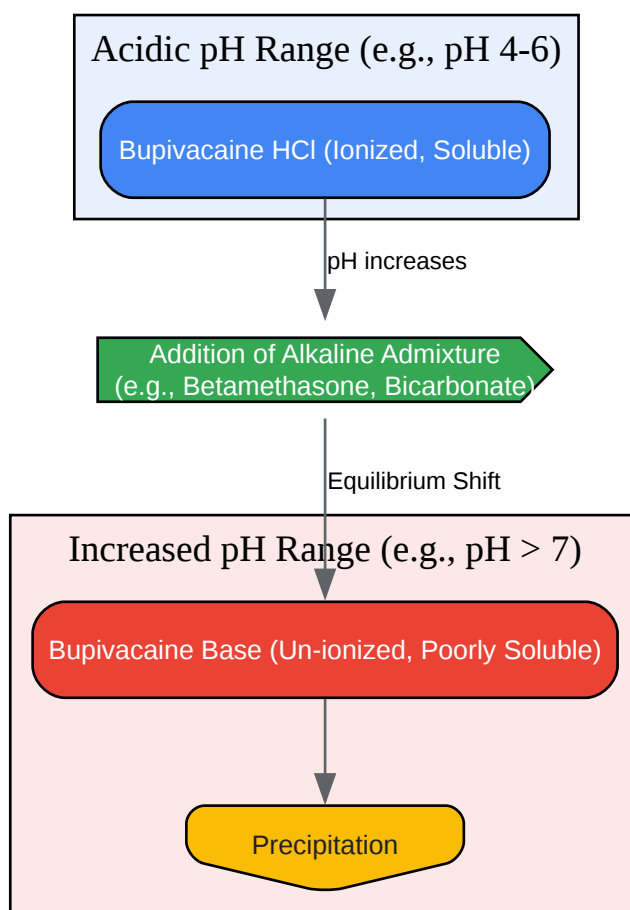 Acidic pH Range (e.g., pH 4-6)
Bupivacaine HCl (Ionized, Soluble)
pH increases
Addition of Alkaline Admixture
(e.g., Betamethasone, Bicarbonate)
Equilibrium Shift
Increased pH Range (e.g., pH > 7)
Bupivacaine Base (Un-ionized, Poorly Soluble)
Precipitation